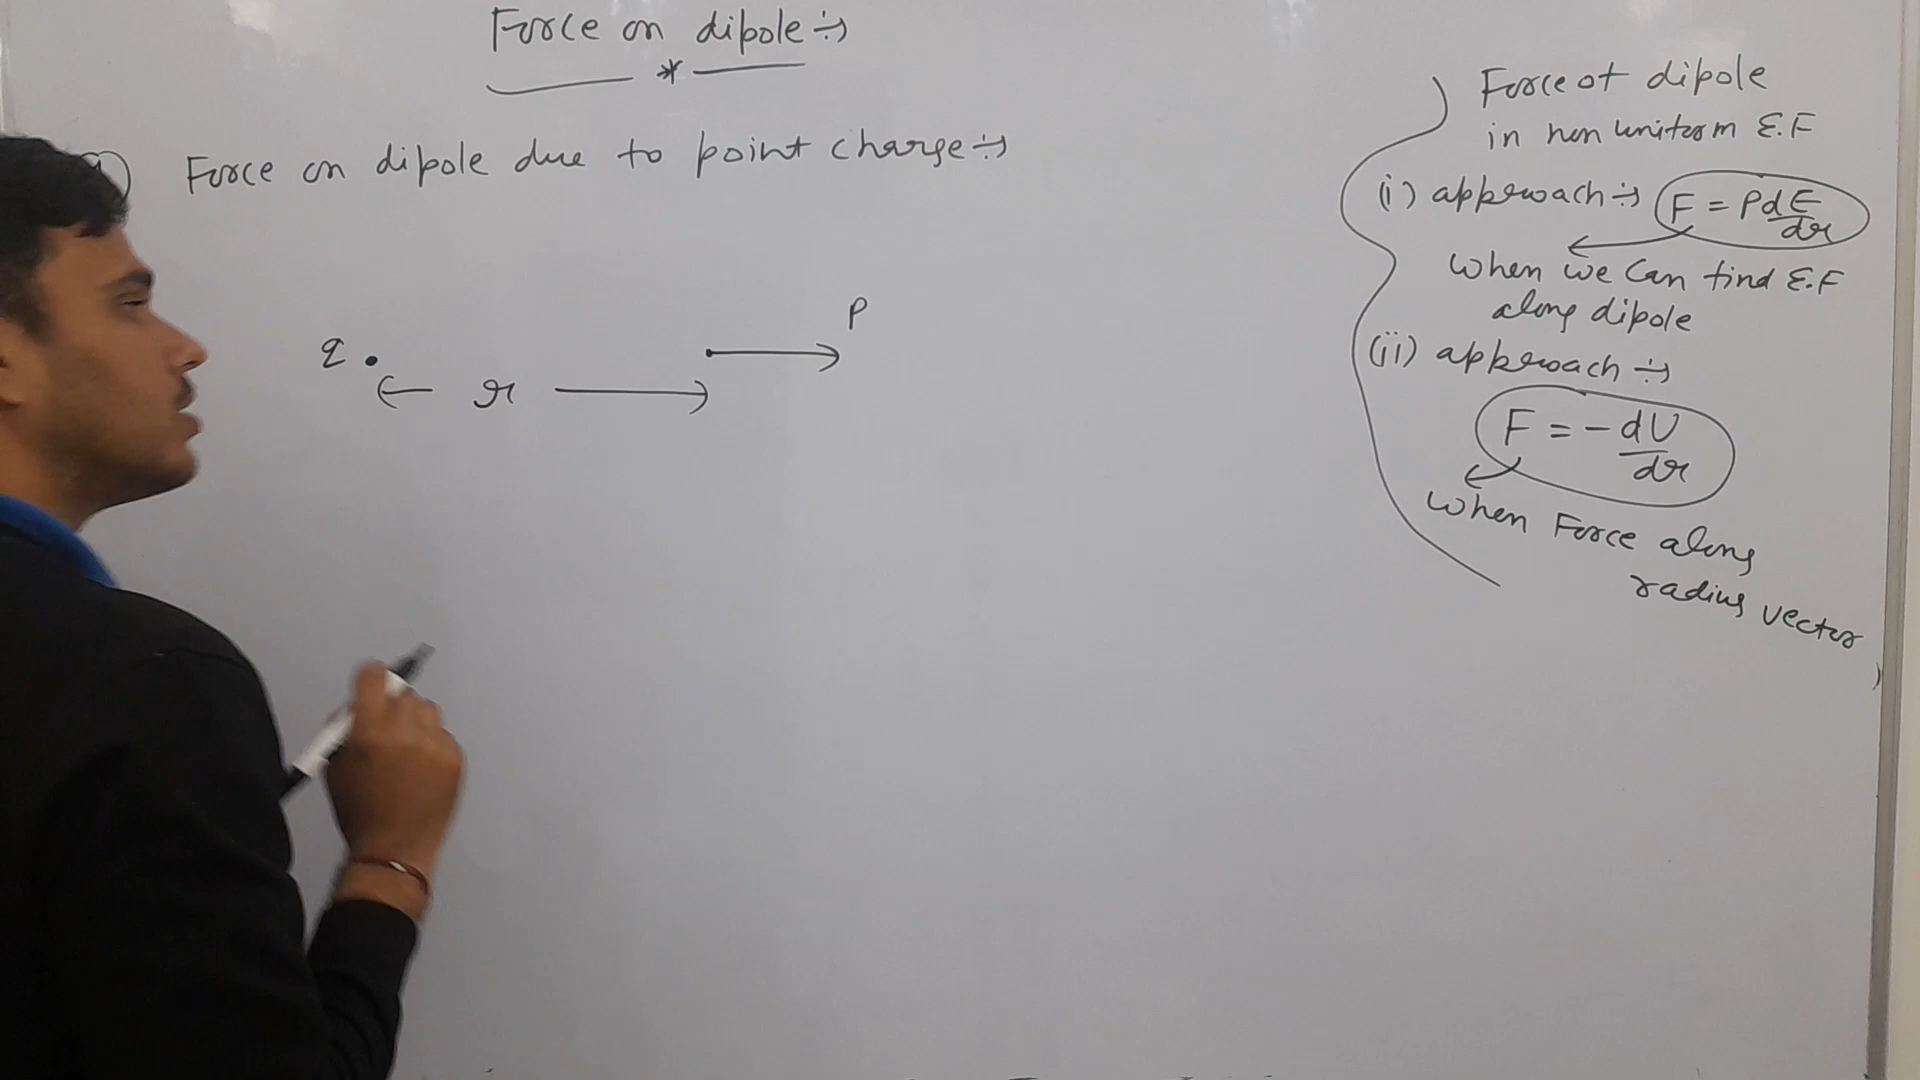 Force on dipole ÷)
*
Force on dipole due to point charge ÷)
q
r
P
Force of dipole
in non uniform E.F
(i) approach ÷) F = P dE/dr
When we can find E.F
along dipole
(ii) approach ÷)
F = - dU/dr
When Force along
radius vector